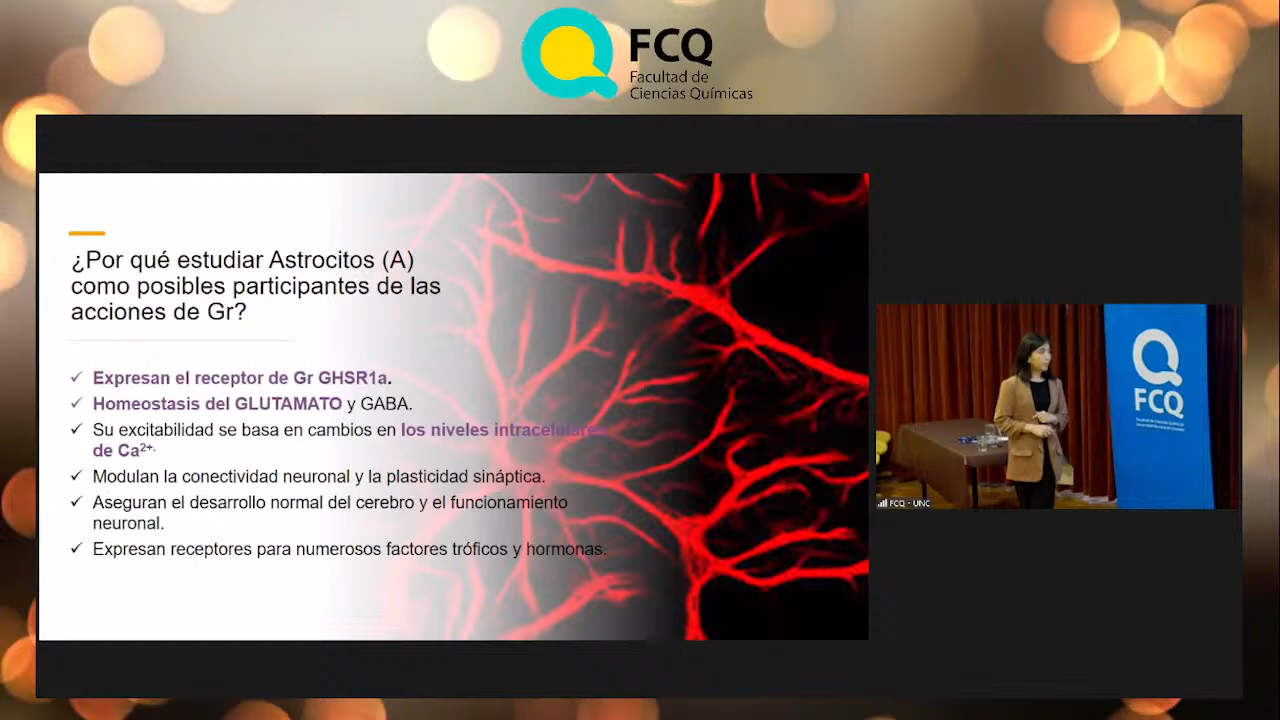 FCQ
Facultad de
Ciencias Químicas
¿Por qué estudiar Astrocitos (A)
como posibles participantes de las
acciones de Gr?
✓ Expresan el receptor de Gr GHSR1a.
✓ Homeostasis del GLUTAMATO y GABA.
✓ Su excitabilidad se basa en cambios en los niveles intracelulares
de Ca²⁺.
✓ Modulan la conectividad neuronal y la plasticidad sináptica.
✓ Aseguran el desarrollo normal del cerebro y el funcionamiento
neuronal.
✓ Expresan receptores para numerosos factores tróficos y hormonas.
FCQ
FCQ - UNC